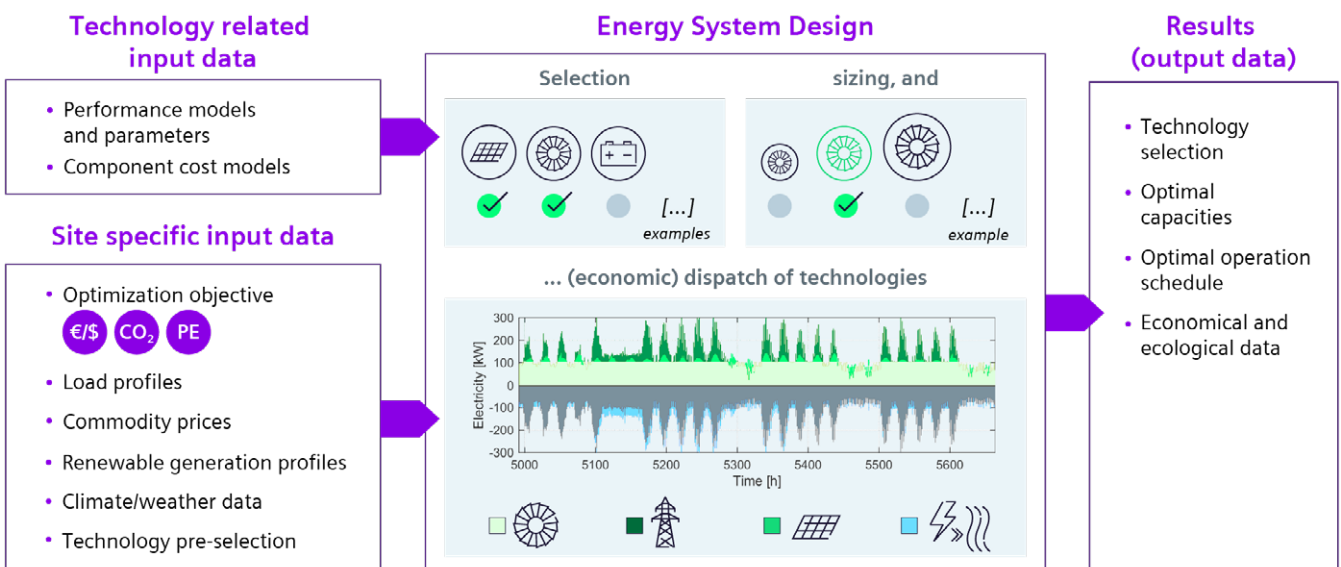 Technology related
input data
• Performance models
and parameters
• Component cost models
Site specific input data
• Optimization objective
€/$ CO₂ PE
• Load profiles
• Commodity prices
• Renewable generation profiles
• Climate/weather data
• Technology pre-selection
Energy System Design
Selection
+ −
[...]
examples
sizing, and
[...]
example
... (economic) dispatch of technologies
Electricity [kW]
300
200
100
0
-100
-200
-300
5000 5100 5200 5300 5400 5500 5600
Time [h]
Results
(output data)
• Technology
selection
• Optimal
capacities
• Optimal operation
schedule
• Economical and
ecological data